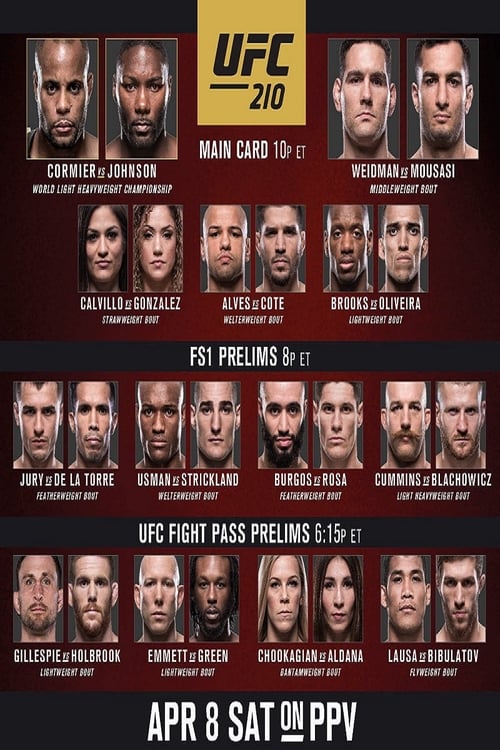 UFC
210
MAIN CARD 10P ET
CORMIER VS JOHNSON
WORLD LIGHT HEAVYWEIGHT CHAMPIONSHIP
WEIDMAN VS MOUSASI
MIDDLEWEIGHT BOUT
CALVILLO VS GONZALEZ
STRAWWEIGHT BOUT
ALVES VS COTE
WELTERWEIGHT BOUT
BROOKS VS OLIVEIRA
LIGHTWEIGHT BOUT
FS1 PRELIMS 8P ET
JURY VS DE LA TORRE
FEATHERWEIGHT BOUT
USMAN VS STRICKLAND
WELTERWEIGHT BOUT
BURGOS VS ROSA
FEATHERWEIGHT BOUT
CUMMINS VS BLACHOWICZ
LIGHT HEAVYWEIGHT BOUT
UFC FIGHT PASS PRELIMS 6:15P ET
GILLESPIE VS HOLBROOK
LIGHTWEIGHT BOUT
EMMETT VS GREEN
LIGHTWEIGHT BOUT
CHOOKAGIAN VS ALDANA
BANTAMWEIGHT BOUT
LAUSA VS BIBULATOV
FLYWEIGHT BOUT
APR 8 SAT ON PPV